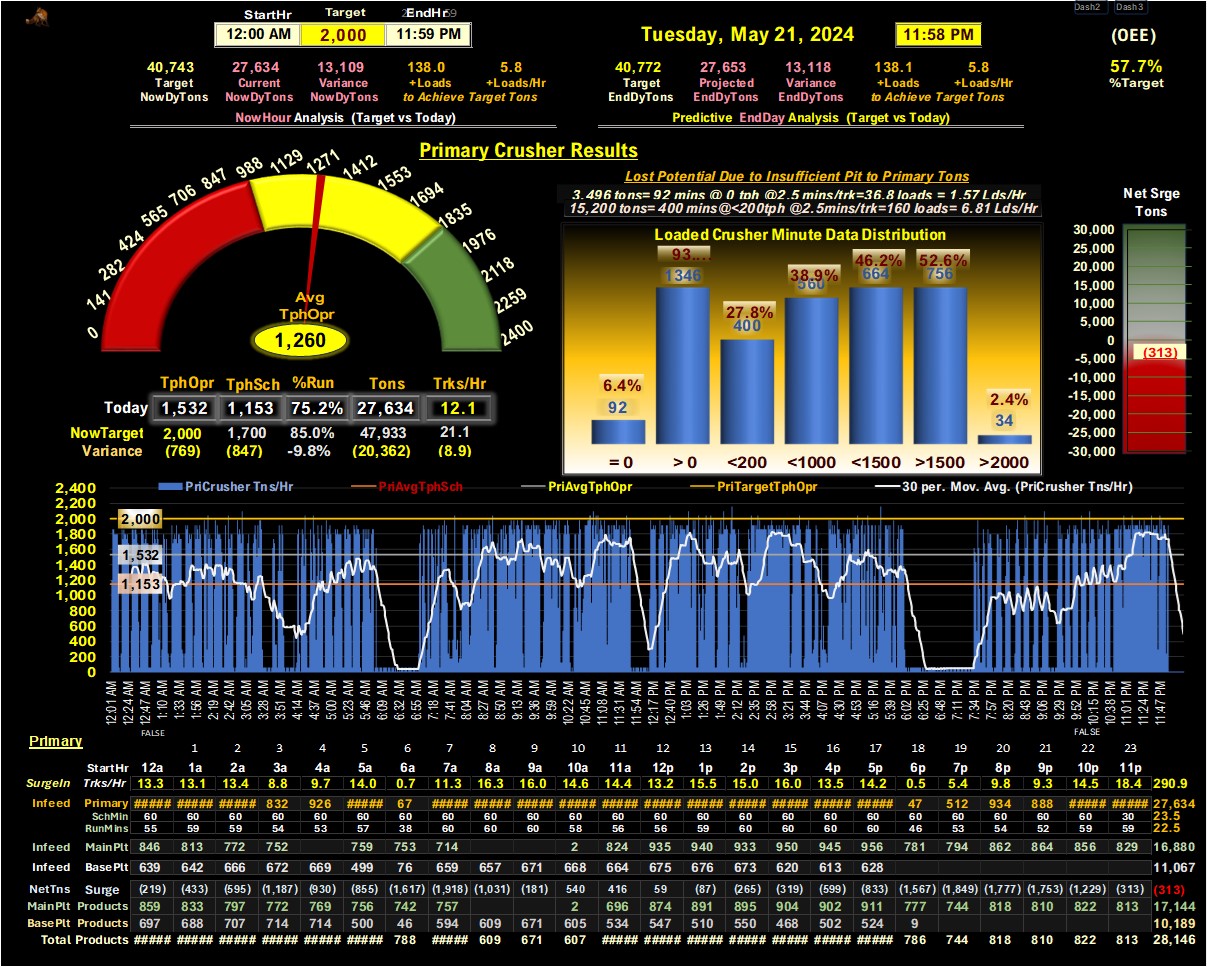 Dash2 Dash3
StartHr Target EndHr
12:00 AM 2,000 11:59 PM
Tuesday, May 21, 2024 11:58 PM (OEE)
40,743 27,634 13,109 138.0 5.8 40,772 27,653 13,118 138.1 5.8 57.7%
Target Current Variance +Loads +Loads/Hr Target Projected Variance +Loads +Loads/Hr %Target
NowDyTons NowDyTons NowDyTons to Achieve Target Tons EndDyTons EndDyTons EndDyTons to Achieve Target Tons
NowHour Analysis (Target vs Today) Predictive EndDay Analysis (Target vs Today)
Primary Crusher Results
Lost Potential Due to Insufficient Pit to Primary Tons
3,496 tons= 92 mins @ 0 tph @2.5 mins/trk=36.8 loads = 1.57 Lds/Hr
15,200 tons= 400 mins@<200tph @2.5mins/trk=160 loads= 6.81 Lds/Hr
0 141 282 424 565 706 847 988 1129 1271 1412 1553 1694 1835 1976 2118 2259 2400
Avg
TphOpr
1,260
Loaded Crusher Minute Data Distribution
6.4% 93.... 27.8% 38.9% 46.2% 52.6% 2.4%
92 1346 400 560 664 756 34
= 0 > 0 <200 <1000 <1500 >1500 >2000
Net Srge
Tons
30,000
25,000
20,000
15,000
10,000
5,000
0
(313)
-5,000
-10,000
-15,000
-20,000
-25,000
-30,000
TphOpr TphSch %Run Tons Trks/Hr
Today 1,532 1,153 75.2% 27,634 12.1
NowTarget 2,000 1,700 85.0% 47,933 21.1
Variance (769) (847) -9.8% (20,362) (8.9)
PriCrusher Tns/Hr PriAvgTphSch PriAvgTphOpr PriTargetTphOpr 30 per. Mov. Avg. (PriCrusher Tns/Hr)
2,400
2,200
2,000
1,800
1,600
1,400
1,200
1,000
800
600
400
200
0
2,000
1,532
1,153
12:01 AM 12:24 AM 12:47 AM 1:10 AM 1:33 AM 1:56 AM 2:19 AM 2:42 AM 3:05 AM 3:28 AM 3:51 AM 4:14 AM 4:37 AM 5:00 AM 5:23 AM 5:46 AM 6:09 AM 6:32 AM 6:55 AM 7:18 AM 7:41 AM 8:04 AM 8:27 AM 8:50 AM 9:13 AM 9:36 AM 9:59 AM 10:22 AM 10:45 AM 11:08 AM 11:31 AM 11:54 AM 12:17 PM 12:40 PM 1:03 PM 1:26 PM 1:49 PM 2:12 PM 2:35 PM 2:58 PM 3:21 PM 3:44 PM 4:07 PM 4:30 PM 4:53 PM 5:16 PM 5:39 PM 6:02 PM 6:25 PM 6:48 PM 7:11 PM 7:34 PM 7:57 PM 8:20 PM 8:43 PM 9:06 PM 9:29 PM 9:52 PM 10:15 PM 10:38 PM 11:01 PM 11:24 PM 11:47 PM
FALSE FALSE
Primary 1 2 3 4 5 6 7 8 9 10 11 12 13 14 15 16 17 18 19 20 21 22 23
StartHr 12a 1a 2a 3a 4a 5a 6a 7a 8a 9a 10a 11a 12p 1p 2p 3p 4p 5p 6p 7p 8p 9p 10p 11p
SurgeIn Trks/Hr 13.3 13.1 13.4 8.8 9.7 14.0 0.7 11.3 16.3 16.0 14.6 14.4 13.2 15.5 15.0 16.0 13.5 14.2 0.5 5.4 9.8 9.3 14.5 18.4 290.9
Infeed Primary ##### ##### ##### 832 926 ##### 67 ##### ##### ##### ##### ##### ##### ##### ##### ##### ##### ##### 47 512 934 888 ##### ##### 27,634
SchMin 60 60 60 60 60 60 60 60 60 60 60 60 60 60 60 60 60 60 60 60 60 60 60 30 23.5
RunMins 55 59 59 54 53 57 38 60 60 60 58 56 56 59 60 60 60 60 46 53 54 52 59 59 22.5
Infeed MainPlt 846 813 772 752 759 753 714 2 824 935 940 933 950 945 956 781 794 862 864 856 829 16,880
Infeed BasePlt 639 642 666 672 669 499 76 659 657 671 668 664 675 676 673 620 613 628 11,067
NetTns Surge (219) (433) (595) (1,187) (930) (855) (1,617) (1,918) (1,031) (181) 540 416 59 (87) (265) (319) (599) (833) (1,567) (1,849) (1,777) (1,753) (1,229) (313) (313)
MainPlt Products 859 833 797 772 769 756 742 757 2 696 874 891 895 904 902 911 777 744 818 810 822 813 17,144
BasePlt Products 697 688 707 714 714 500 46 594 609 671 605 534 547 510 550 468 502 524 9 10,189
Total Products ##### ##### ##### ##### ##### ##### 788 ##### 609 671 607 ##### ##### ##### ##### ##### ##### ##### 786 744 818 810 822 813 28,146